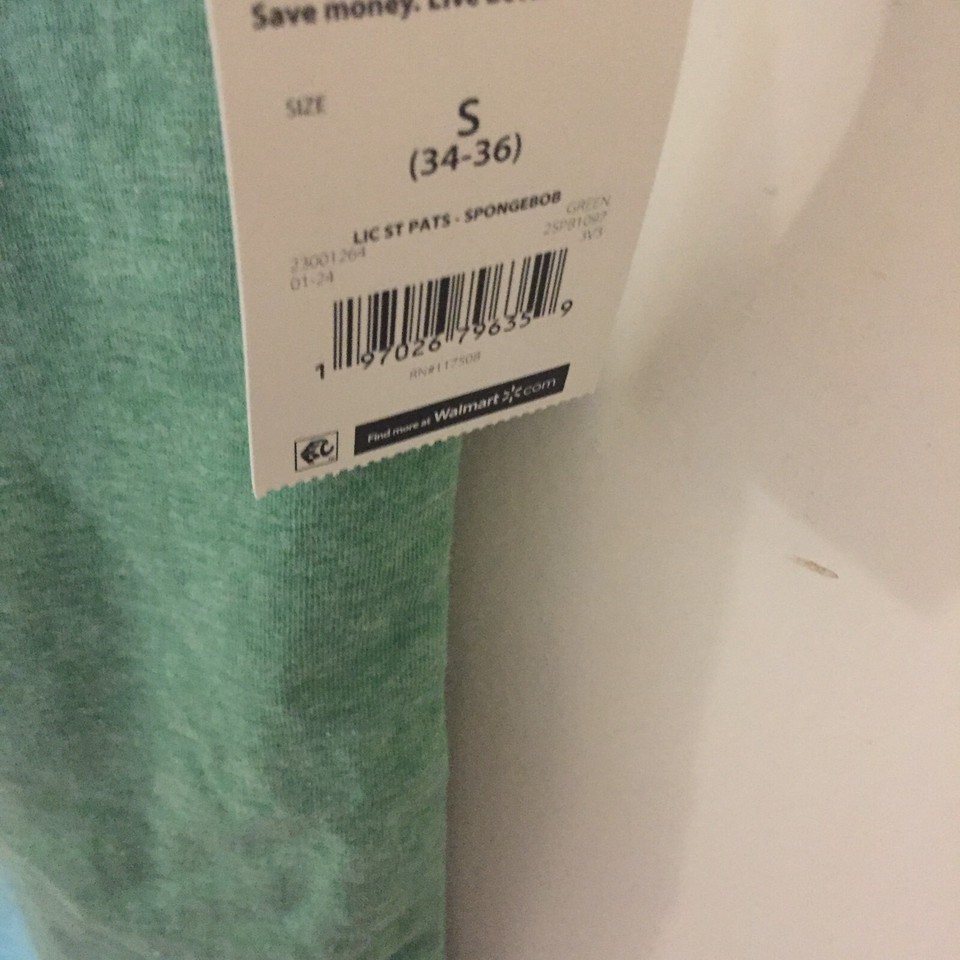 Save money. Live
SIZE
S
(34-36)
LIC ST PATS - SPONGEBOB
GREEN
23001264
01-24
3V3
1 97026 79635 9
RN#117508
Find more at Walmart.com